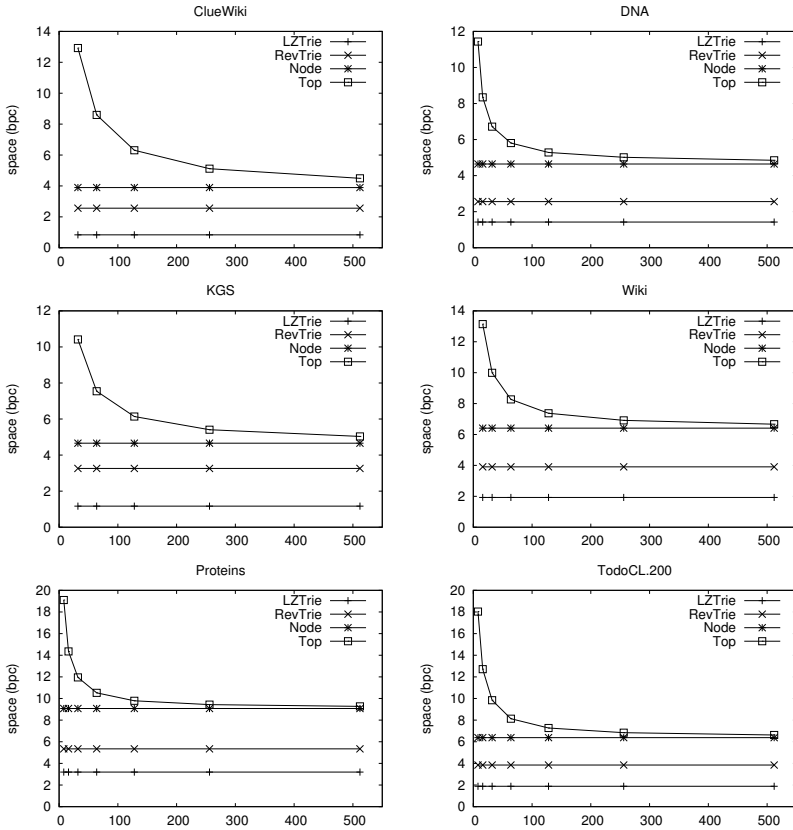 ClueWiki
space (bpc)
14
12
10
8
6
4
2
0
0 100 200 300 400 500
LZTrie
RevTrie
Node
Top
DNA
space (bpc)
12
10
8
6
4
2
0
0 100 200 300 400 500
LZTrie
RevTrie
Node
Top
KGS
space (bpc)
12
10
8
6
4
2
0
0 100 200 300 400 500
LZTrie
RevTrie
Node
Top
Wiki
space (bpc)
14
12
10
8
6
4
2
0
0 100 200 300 400 500
LZTrie
RevTrie
Node
Top
Proteins
space (bpc)
20
18
16
14
12
10
8
6
4
2
0
0 100 200 300 400 500
LZTrie
RevTrie
Node
Top
TodoCL.200
space (bpc)
20
18
16
14
12
10
8
6
4
2
0
0 100 200 300 400 500
LZTrie
RevTrie
Node
Top